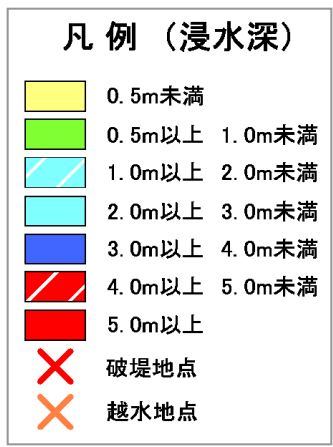 凡 例 （浸水深）
0.5m未満
0.5m以上 1.0m未満
1.0m以上 2.0m未満
2.0m以上 3.0m未満
3.0m以上 4.0m未満
4.0m以上 5.0m未満
5.0m以上
破堤地点
越水地点